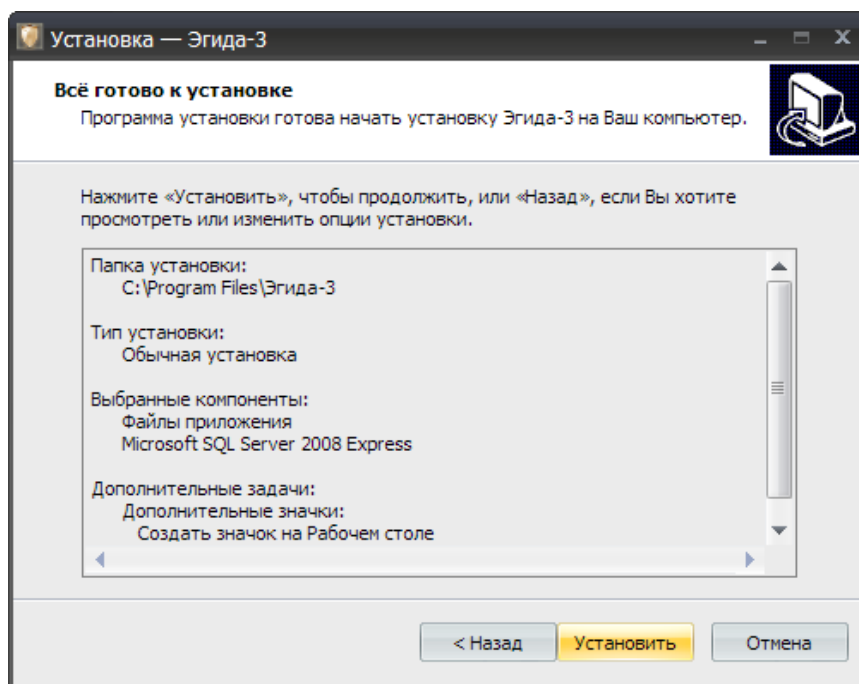 Установка — Эгида-3
Всё готово к установке
Программа установки готова начать установку Эгида-3 на Ваш компьютер.
Нажмите «Установить», чтобы продолжить, или «Назад», если Вы хотите
просмотреть или изменить опции установки.
Папка установки:
C:\Program Files\Эгида-3
Тип установки:
Обычная установка
Выбранные компоненты:
Файлы приложения
Microsoft SQL Server 2008 Express
Дополнительные задачи:
Дополнительные значки:
Создать значок на Рабочем столе
< Назад
Установить
Отмена